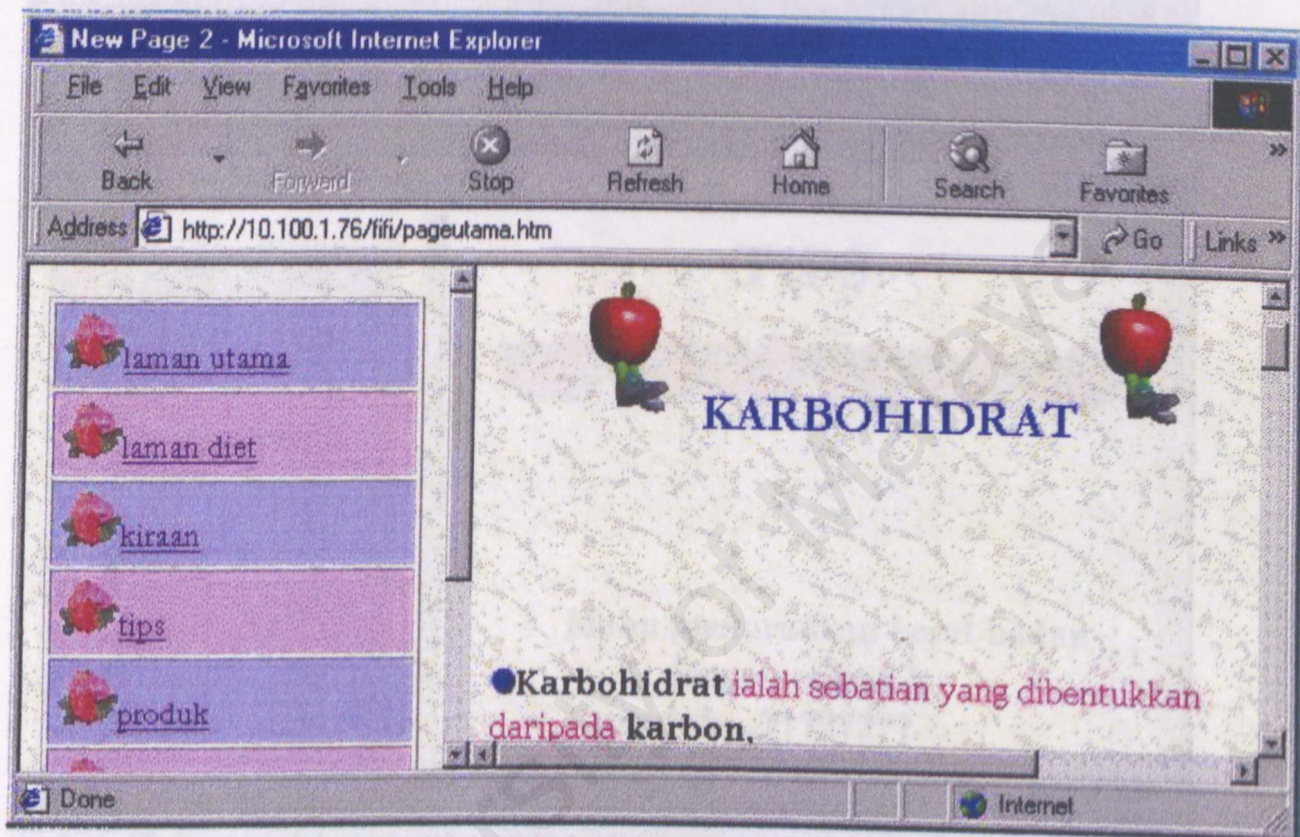 New Page 2 - Microsoft Internet Explorer
File Edit View Favorites Tools Help
Back Forward Stop Refresh Home Search Favorites »
Address http://10.100.1.76/fifi/pageutama.htm Go Links »
laman utama
laman diet
kiraan
tips
produk
KARBOHIDRAT
Karbohidrat ialah sebatian yang dibentukkan
daripada karbon,
Done Internet
of Malaya